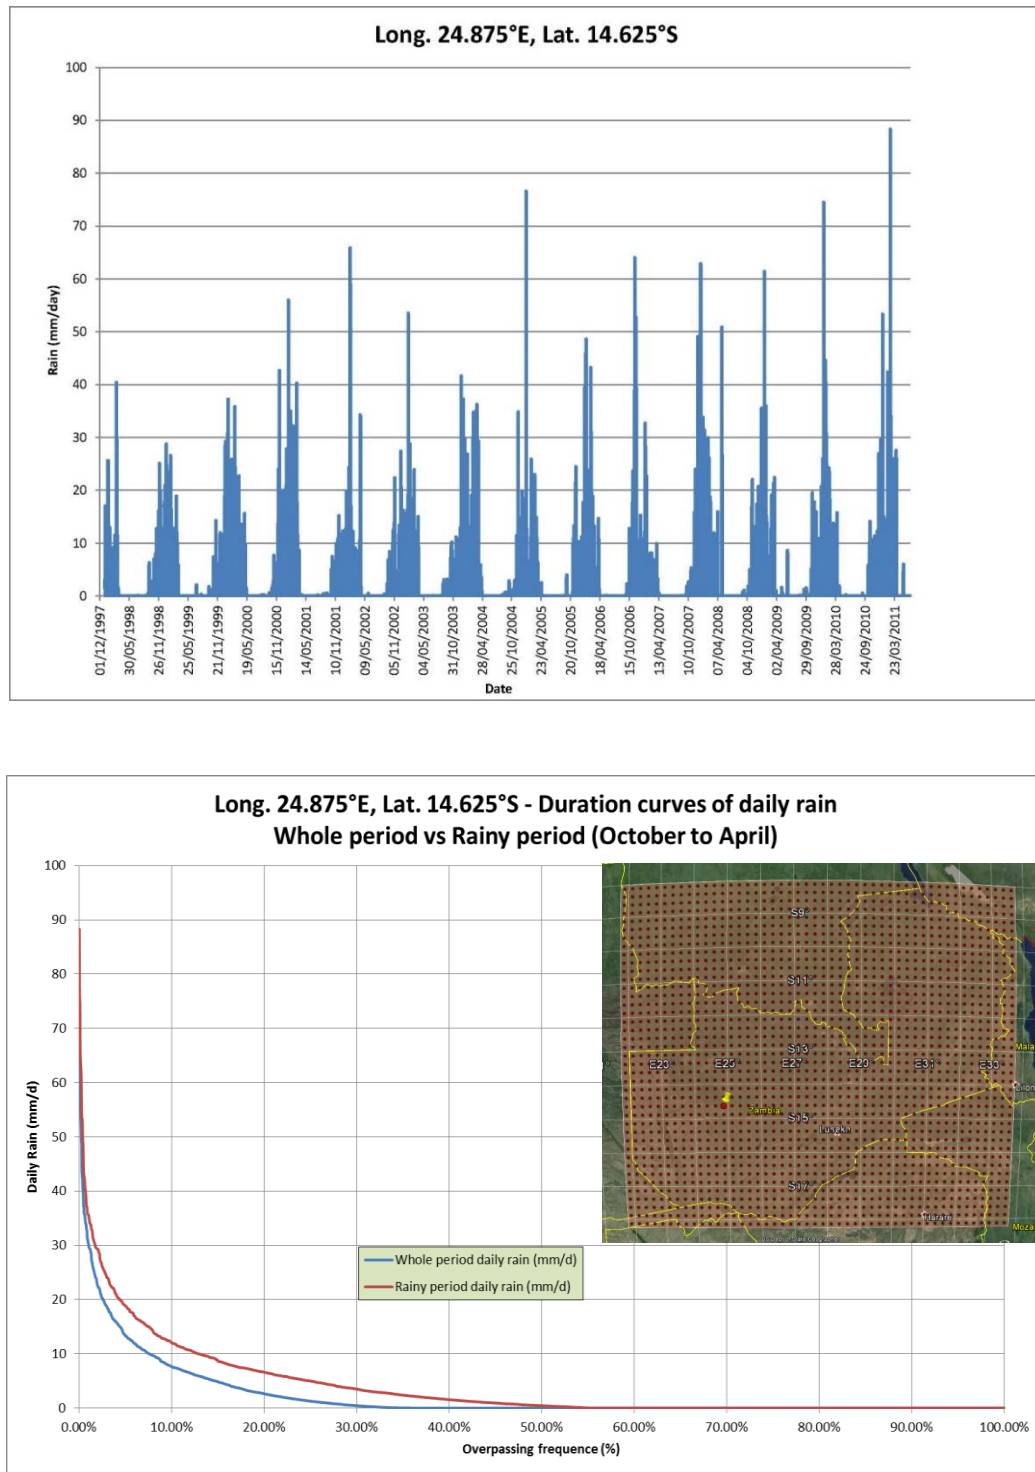 Long. 24.875°E, Lat. 14.625°S
100
90
80
70
60
50
40
30
20
10
0
Rain (mm/day)
01/12/1997
30/05/1998
26/11/1998
25/05/1999
21/11/1999
19/05/2000
15/11/2000
14/05/2001
10/11/2001
09/05/2002
05/11/2002
04/05/2003
31/10/2003
28/04/2004
25/10/2004
23/04/2005
20/10/2005
18/04/2006
15/10/2006
13/04/2007
10/10/2007
07/04/2008
04/10/2008
02/04/2009
29/09/2009
28/03/2010
24/09/2010
23/03/2011
Date
Long. 24.875°E, Lat. 14.625°S - Duration curves of daily rain
Whole period vs Rainy period (October to April)
100
90
80
70
60
50
40
30
20
10
0
Daily Rain (mm/d)
S9°
S11°
S13°
E23 E25° E27° E29° E31° E33
Mala
Lilon
Zambia
S15°
Lusaka
S17°
Harare
Moza
Whole period daily rain (mm/d)
Rainy period daily rain (mm/d)
0.00% 10.00% 20.00% 30.00% 40.00% 50.00% 60.00% 70.00% 80.00% 90.00% 100.00%
Overpassing frequence (%)